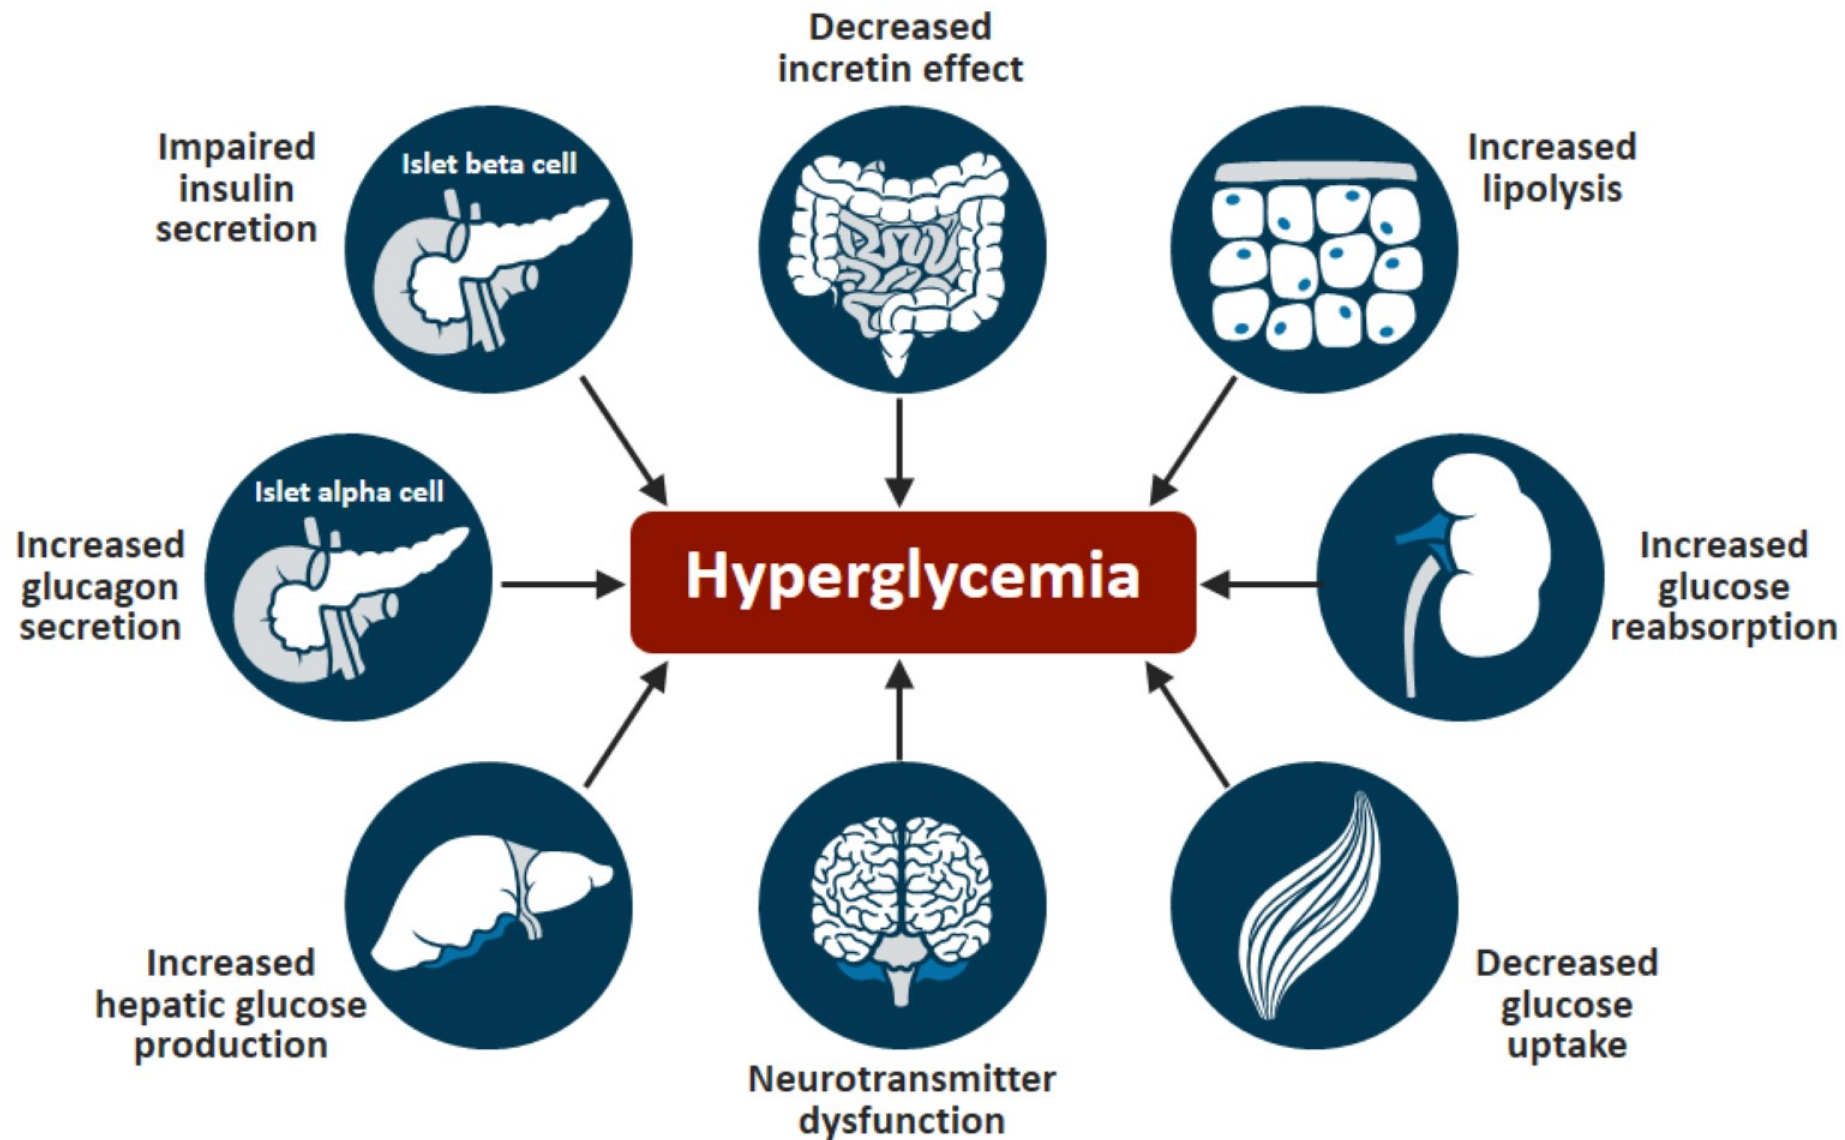 Decreased
incretin effect
Impaired
insulin
secretion
Islet beta cell
Increased
lipolysis
Islet alpha cell
Increased
glucagon
secretion
Hyperglycemia
Increased
glucose
reabsorption
Increased
hepatic glucose
production
Neurotransmitter
dysfunction
Decreased
glucose
uptake